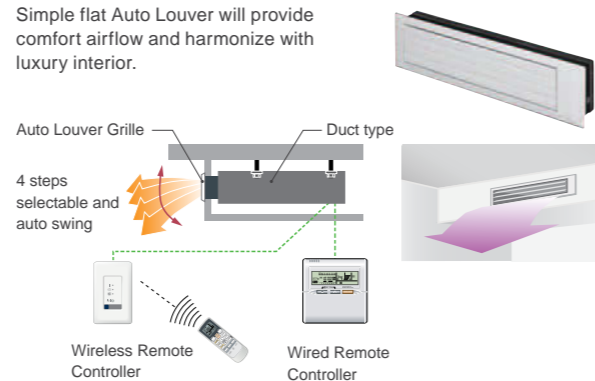 Simple flat Auto Louver will provide
comfort airflow and harmonize with
luxury interior.
Auto Louver Grille
Duct type
4 steps
selectable and
auto swing
Wireless Remote
Controller
Wired Remote
Controller